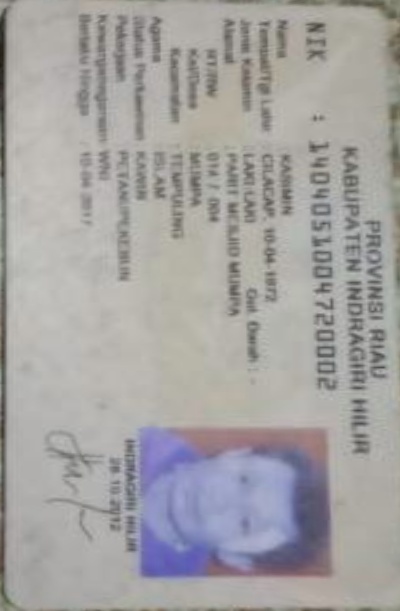 PROVINSI RIAU
KABUPATEN INDRAGIRI HILIR
NIK : 1404051004720002
Nama : KASIMIN
Tempat/Tgl Lahir : CILACAP, 10-04-1972
Jenis Kelamin : LAKI-LAKI Gol. Darah : -
Alamat : PARIT MESJID MUMPA
RT/RW : 014 / 004
Kel/Desa : MUMPA
Kecamatan : TEMPULING
Agama : ISLAM
Status Perkawinan : KAWIN
Pekerjaan : PETANI/PEKEBUN
Kewarganegaraan : WNI
Berlaku Hingga : 10-04-2017
INDRAGIRI HILIR
28-10-2012